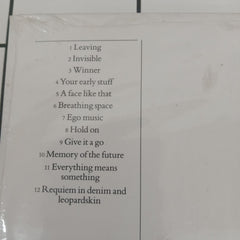 1 Leaving
2 Invisible
3 Winner
4 Your early stuff
5 A face like that
6 Breathing space
7 Ego music
8 Hold on
9 Give it a go
10 Memory of the future
11 Everything means
something
12 Requiem in denim and
leopardskin